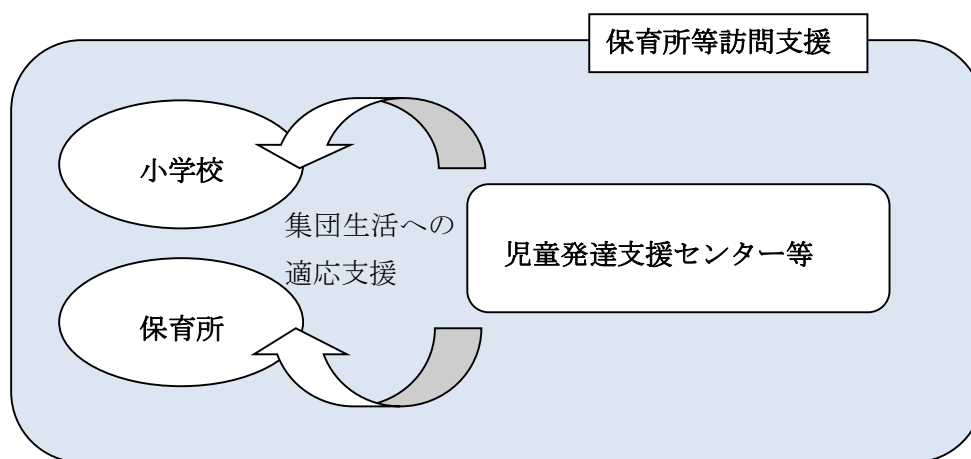 保育所等訪問支援
小学校
集団生活への
適応支援
児童発達支援センター等
保育所